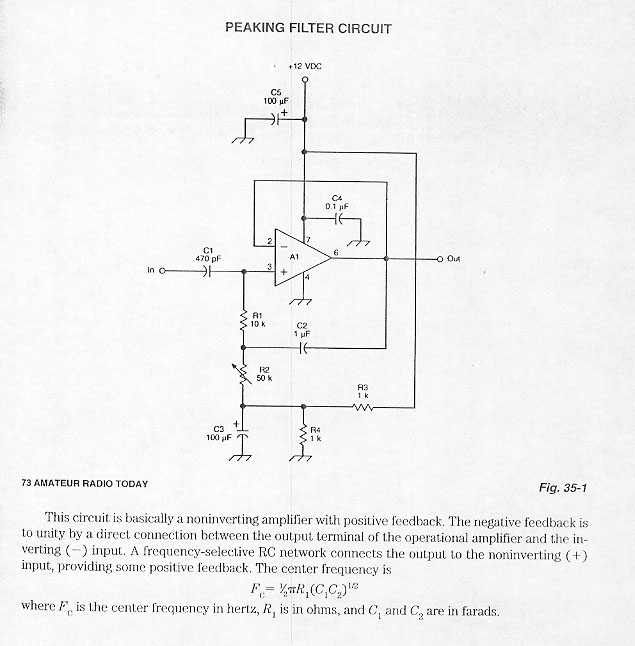 PEAKING FILTER CIRCUIT
+12 VDC
C5
100 µF
+
C4
0.1 µF
2
−
7
A1
6
Out
C1
470 pF
In
3
+
4
R1
10 k
C2
1 µF
R2
50 k
R3
1 k
C3
100 µF
+
R4
1 k
73 AMATEUR RADIO TODAY
Fig. 35-1
This circuit is basically a noninverting amplifier with positive feedback. The negative feedback is
to unity by a direct connection between the output terminal of the operational amplifier and the in-
verting (−) input. A frequency-selective RC network connects the output to the noninverting (+)
input, providing some positive feedback. The center frequency is
F_c = ½πR₁(C₁C₂)^1/2
where F_c is the center frequency in hertz, R₁ is in ohms, and C₁ and C₂ are in farads.